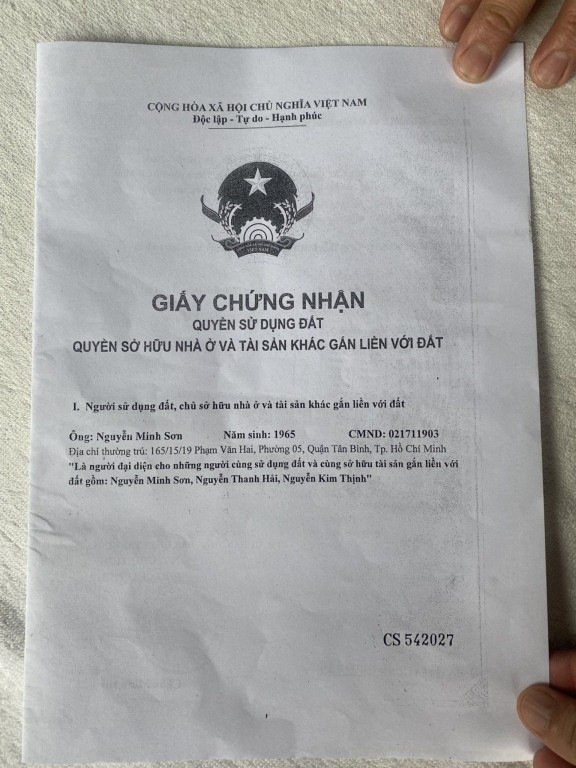 CỘNG HÒA XÃ HỘI CHỦ NGHĨA VIỆT NAM
Độc lập - Tự do - Hạnh phúc
VIỆT NAM
GIẤY CHỨNG NHẬN
QUYỀN SỬ DỤNG ĐẤT
QUYỀN SỞ HỮU NHÀ Ở VÀ TÀI SẢN KHÁC GẮN LIỀN VỚI ĐẤT
I. Người sử dụng đất, chủ sở hữu nhà ở và tài sản khác gắn liền với đất
Ông: Nguyễn Minh Sơn Năm sinh: 1965 CMND: 021711903
Địa chỉ thường trú: 165/15/19 Phạm Văn Hai, Phường 05, Quận Tân Bình, Tp. Hồ Chí Minh
"Là người đại diện cho những người cùng sử dụng đất và cùng sở hữu tài sản gắn liền với
đất gồm: Nguyễn Minh Sơn, Nguyễn Thanh Hải, Nguyễn Kim Thịnh"
CS 542027